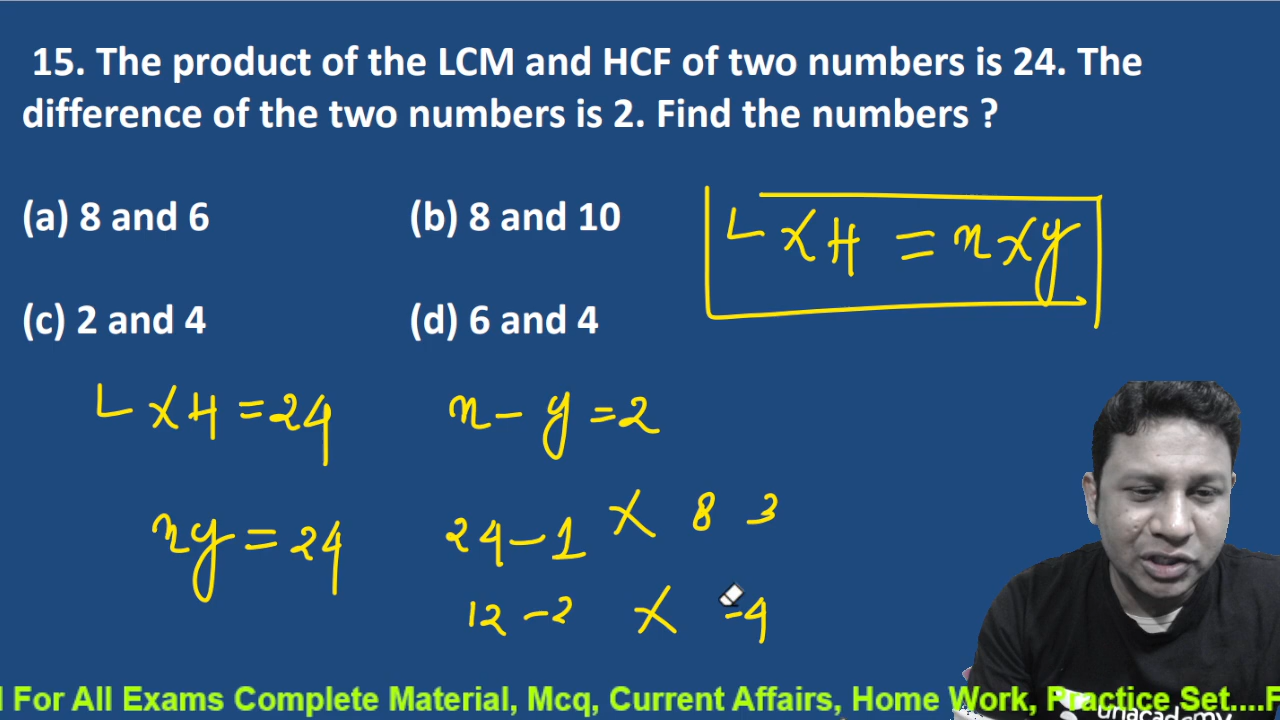 15. The product of the LCM and HCF of two numbers is 24. The
difference of the two numbers is 2. Find the numbers ?
(a) 8 and 6
(b) 8 and 10
L × H = x × y
(c) 2 and 4
(d) 6 and 4
L × H = 24
x - y = 2
xy = 24
24 - 1 × 8 3
12 - 2 × - 4
For All Exams Complete Material, Mcq, Current Affairs, Home Work, Practice Set....F
unacademy